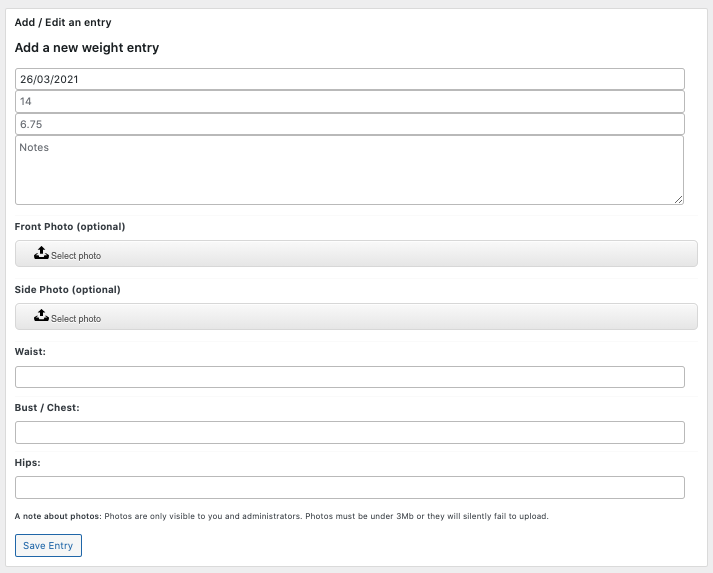 Add / Edit an entry
Add a new weight entry
26/03/2021
14
6.75
Notes
Front Photo (optional)
Select photo
Side Photo (optional)
Select photo
Waist:
Bust / Chest:
Hips:
A note about photos: Photos are only visible to you and administrators. Photos must be under 3Mb or they will silently fail to upload.
Save Entry